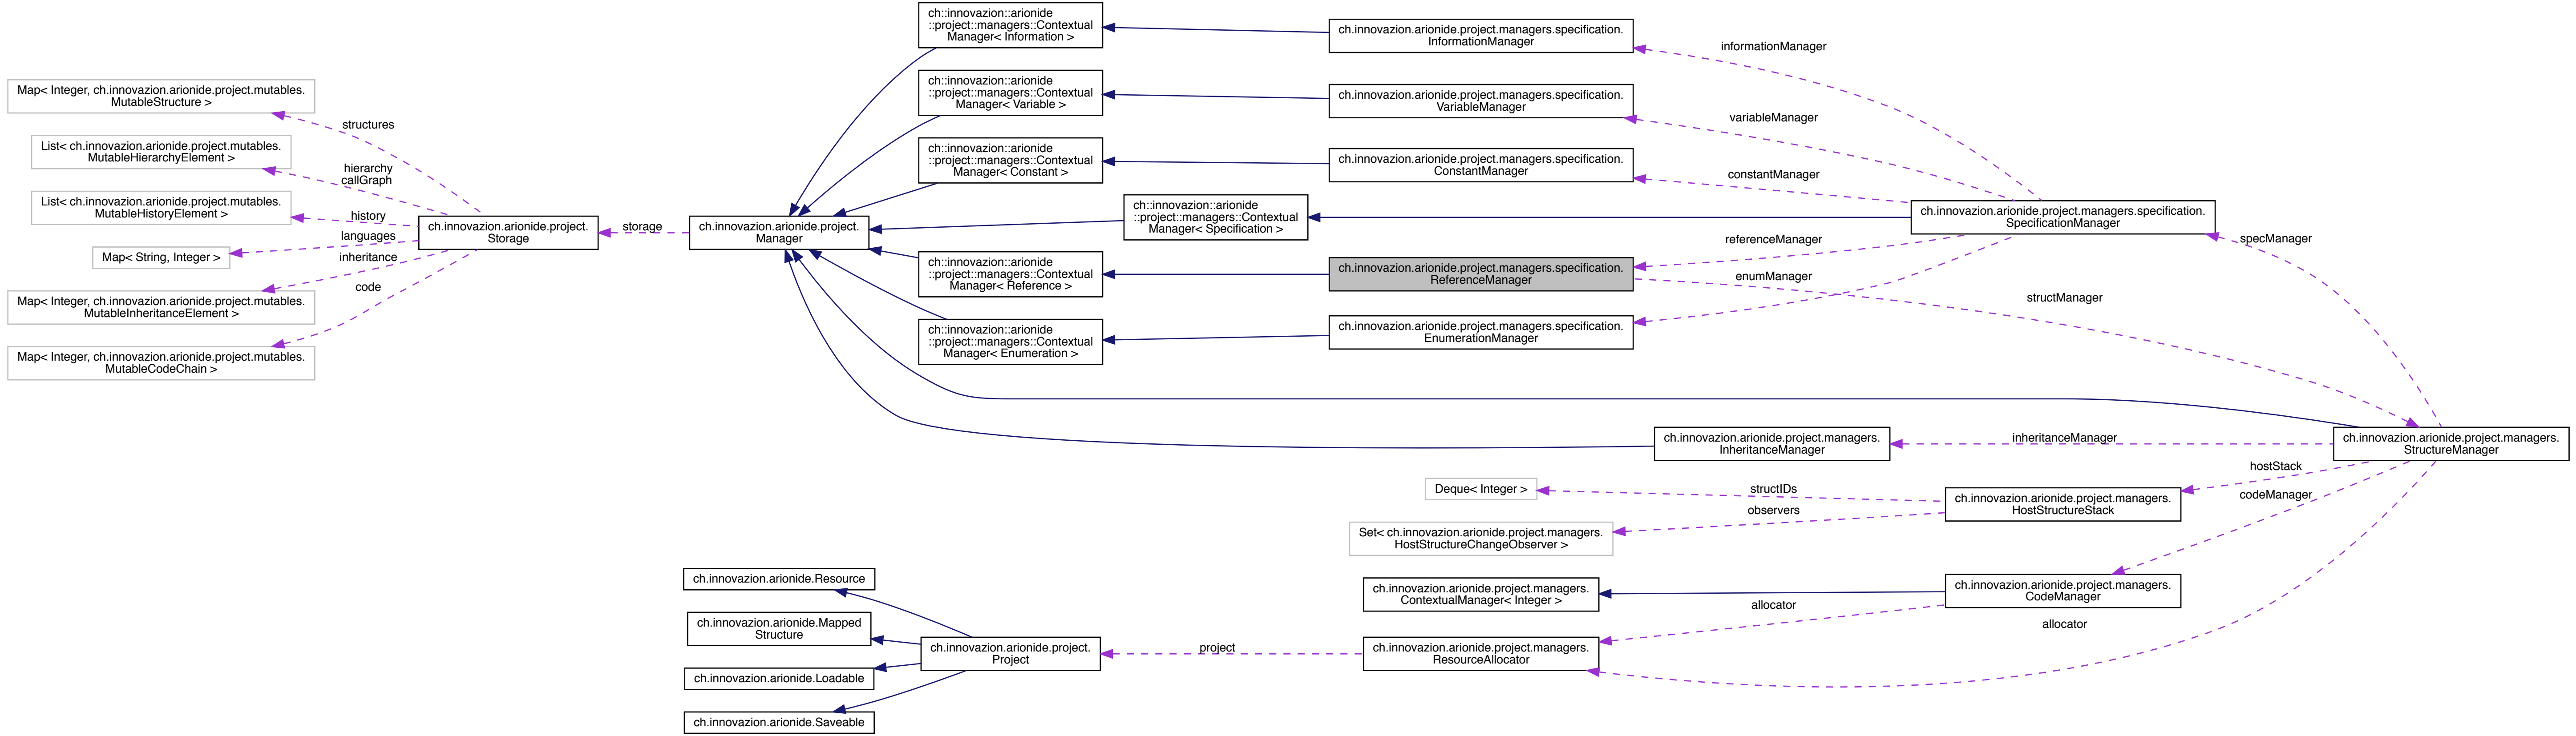 Map< Integer, ch.innovazion.arionide.project.mutables.
MutableStructure >
List< ch.innovazion.arionide.project.mutables.
MutableHierarchyElement >
List< ch.innovazion.arionide.project.mutables.
MutableHistoryElement >
Map< String, Integer >
Map< Integer, ch.innovazion.arionide.project.mutables.
MutableInheritanceElement >
Map< Integer, ch.innovazion.arionide.project.mutables.
MutableCodeChain >
structures
hierarchy
callGraph
history
languages
inheritance
code
ch.innovazion.arionide.project.
Storage
storage
ch.innovazion.arionide.project.
Manager
ch::innovazion::arionide
::project::managers::Contextual
Manager< Information >
ch::innovazion::arionide
::project::managers::Contextual
Manager< Variable >
ch::innovazion::arionide
::project::managers::Contextual
Manager< Constant >
ch::innovazion::arionide
::project::managers::Contextual
Manager< Specification >
ch::innovazion::arionide
::project::managers::Contextual
Manager< Reference >
ch::innovazion::arionide
::project::managers::Contextual
Manager< Enumeration >
ch.innovazion.arionide.project.managers.specification.
InformationManager
ch.innovazion.arionide.project.managers.specification.
VariableManager
ch.innovazion.arionide.project.managers.specification.
ConstantManager
ch.innovazion.arionide.project.managers.specification.
ReferenceManager
ch.innovazion.arionide.project.managers.specification.
EnumerationManager
informationManager
variableManager
constantManager
referenceManager
enumManager
ch.innovazion.arionide.project.managers.specification.
SpecificationManager
specManager
structManager
ch.innovazion.arionide.project.managers.
InheritanceManager
inheritanceManager
ch.innovazion.arionide.project.managers.
StructureManager
hostStack
codeManager
allocator
Deque< Integer >
structIDs
Set< ch.innovazion.arionide.project.managers.
HostStructureChangeObserver >
observers
ch.innovazion.arionide.project.managers.
HostStructureStack
ch.innovazion.arionide.project.managers.
ContextualManager< Integer >
ch.innovazion.arionide.project.managers.
CodeManager
allocator
ch.innovazion.arionide.project.managers.
ResourceAllocator
project
ch.innovazion.arionide.project.
Project
ch.innovazion.arionide.Resource
ch.innovazion.arionide.Mapped
Structure
ch.innovazion.arionide.Loadable
ch.innovazion.arionide.Saveable